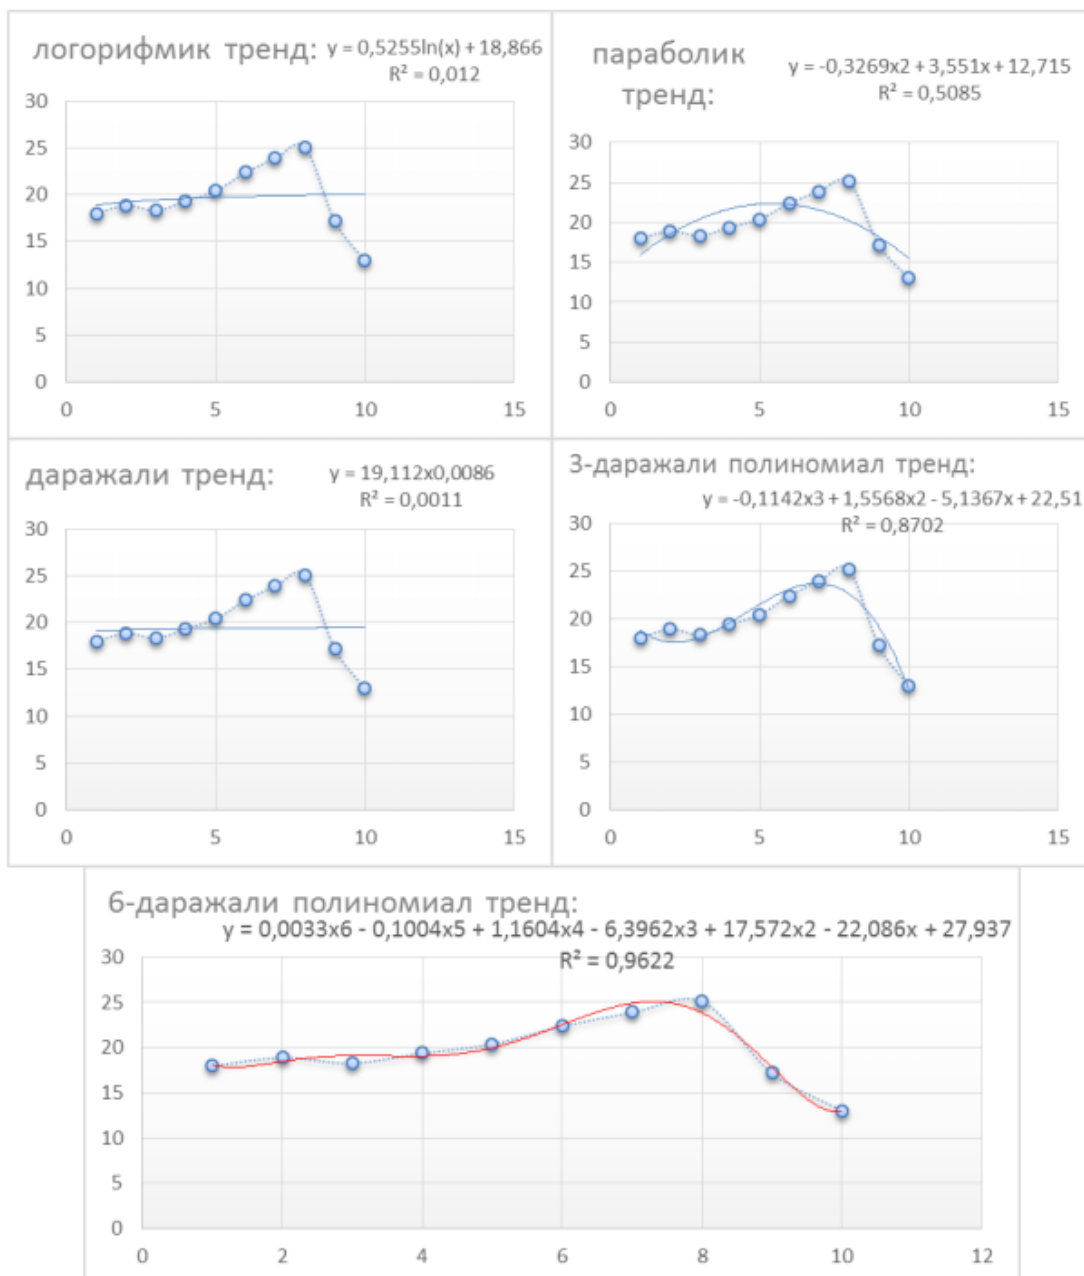 логорифмик тренд: y = 0,5255ln(x) + 18,866
R² = 0,012
30
25
20
15
10
5
0
0 5 10 15
параболик
тренд:
y = -0,3269x2 + 3,551x + 12,715
R² = 0,5085
30
25
20
15
10
5
0
0 5 10 15
даражали тренд: y = 19,112x0,0086
R² = 0,0011
30
25
20
15
10
5
0
0 5 10 15
3-даражали полиномиал тренд:
y = -0,1142x3 + 1,5568x2 - 5,1367x + 22,51
R² = 0,8702
30
25
20
15
10
5
0
0 5 10 15
6-даражали полиномиал тренд:
y = 0,0033x6 - 0,1004x5 + 1,1604x4 - 6,3962x3 + 17,572x2 - 22,086x + 27,937
R² = 0,9622
30
25
20
15
10
5
0
0 2 4 6 8 10 12